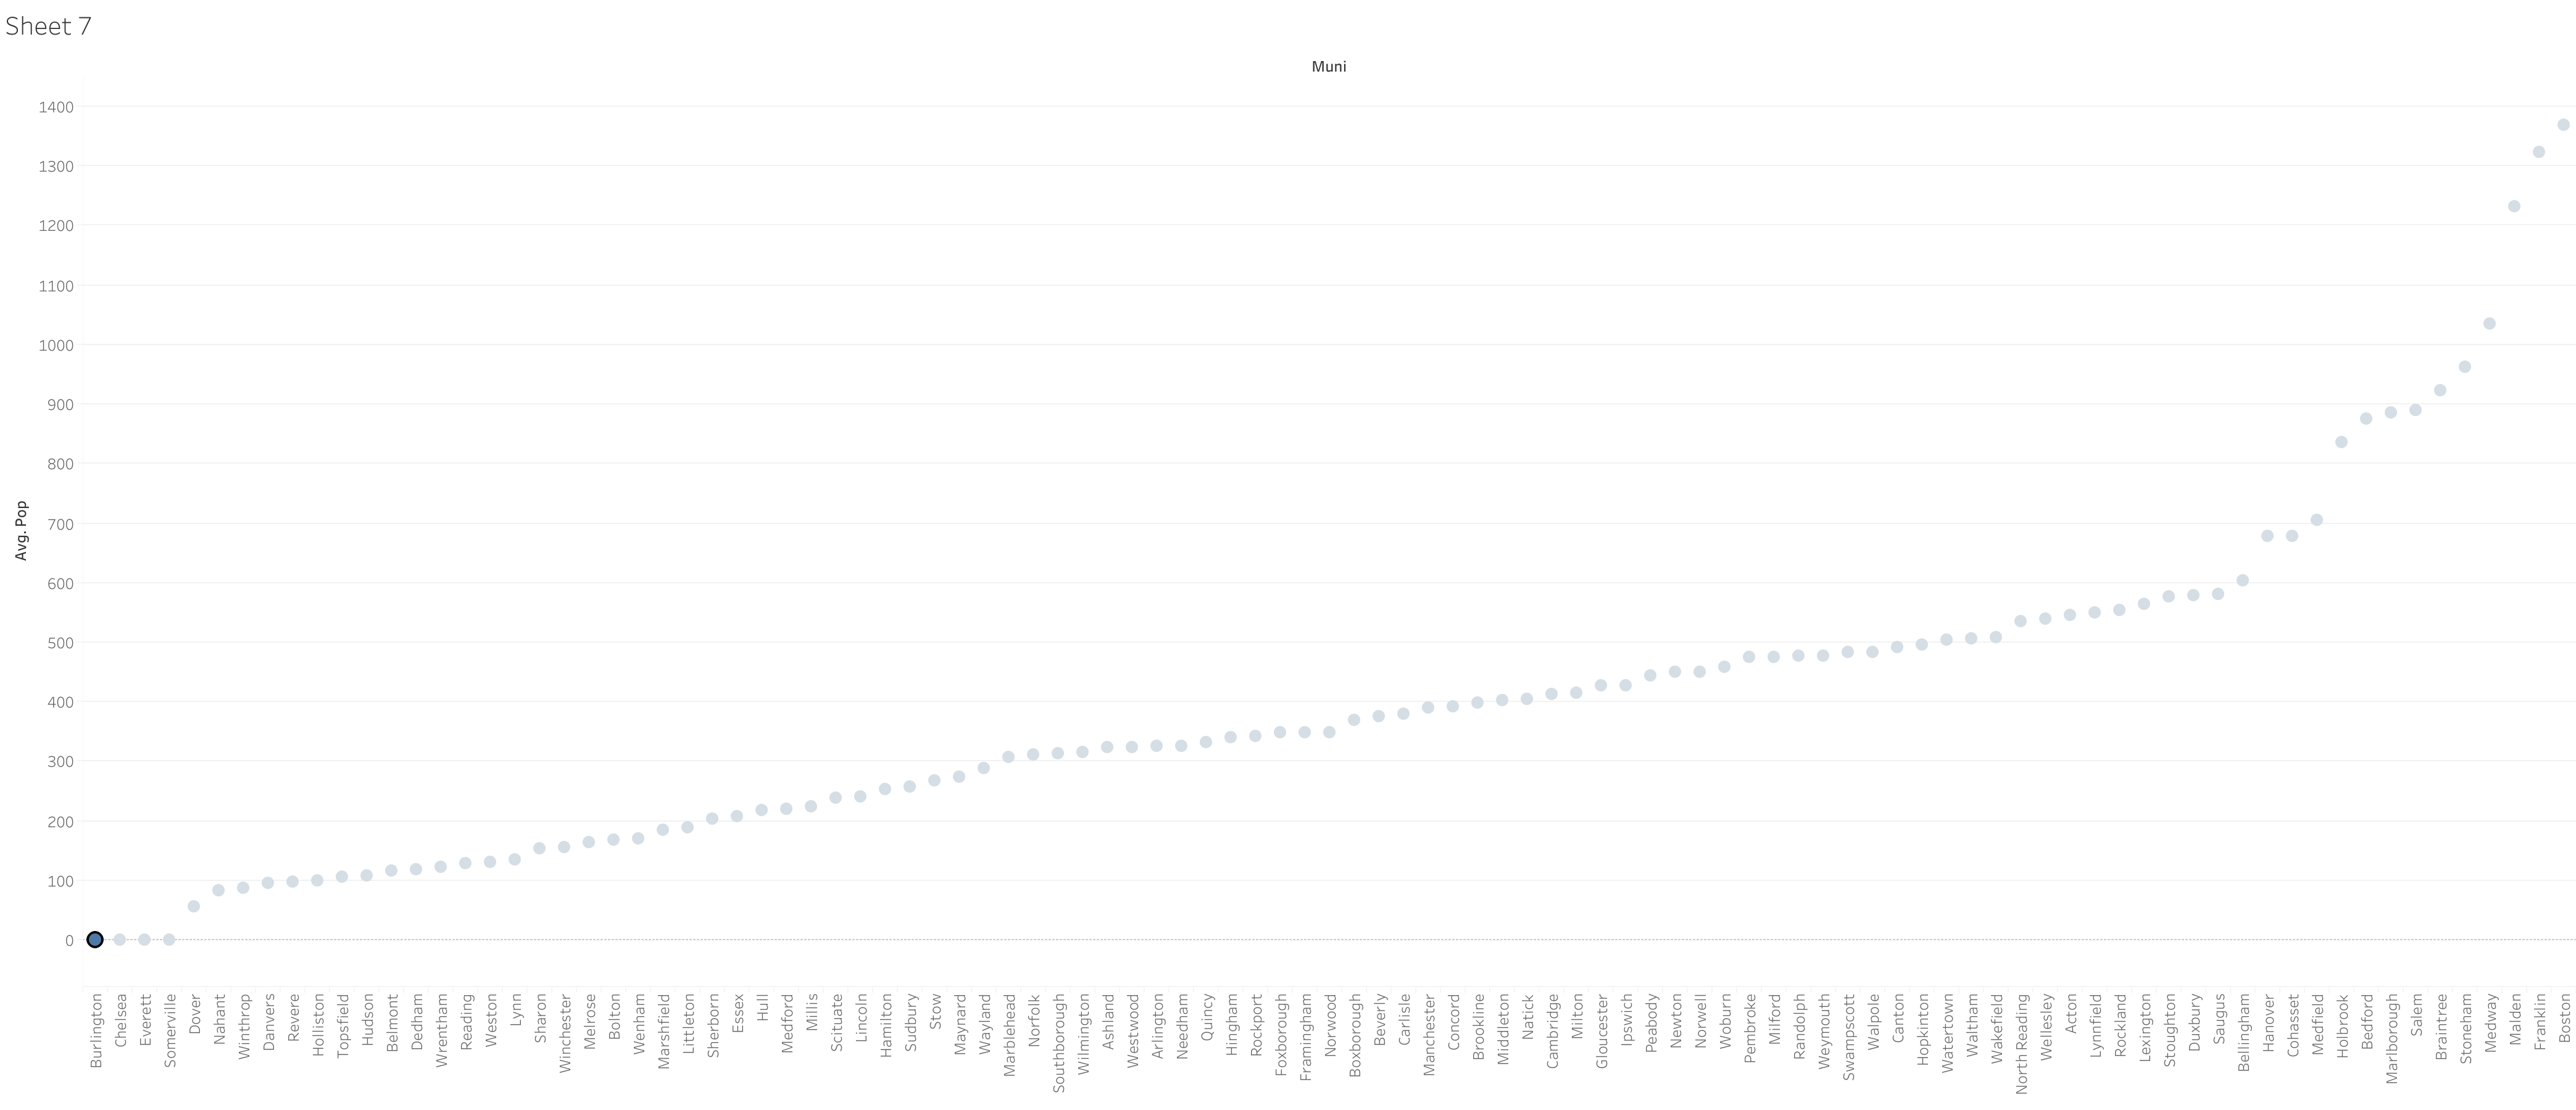 Sheet 7
Muni
1400
1300
1200
1100
1000
900
800
700
600
500
400
300
200
100
0
Avg. Pop
Burlington
Chelsea
Everett
Somerville
Dover
Nahant
Winthrop
Danvers
Revere
Holliston
Topsfield
Hudson
Belmont
Dedham
Wrentham
Reading
Weston
Lynn
Sharon
Winchester
Melrose
Bolton
Wenham
Marshfield
Littleton
Sherborn
Essex
Hull
Medford
Millis
Scituate
Lincoln
Hamilton
Sudbury
Stow
Maynard
Wayland
Marblehead
Norfolk
Southborough
Wilmington
Ashland
Westwood
Arlington
Needham
Quincy
Hingham
Rockport
Foxborough
Framingham
Norwood
Boxborough
Beverly
Carlisle
Manchester
Concord
Brookline
Middleton
Natick
Cambridge
Milton
Gloucester
Ipswich
Peabody
Newton
Norwell
Woburn
Pembroke
Milford
Randolph
Weymouth
Swampscott
Walpole
Canton
Hopkinton
Watertown
Waltham
Wakefield
North Reading
Wellesley
Acton
Lynnfield
Rockland
Lexington
Stoughton
Duxbury
Saugus
Bellingham
Hanover
Cohasset
Medfield
Holbrook
Bedford
Marlborough
Salem
Braintree
Stoneham
Medway
Malden
Franklin
Boston